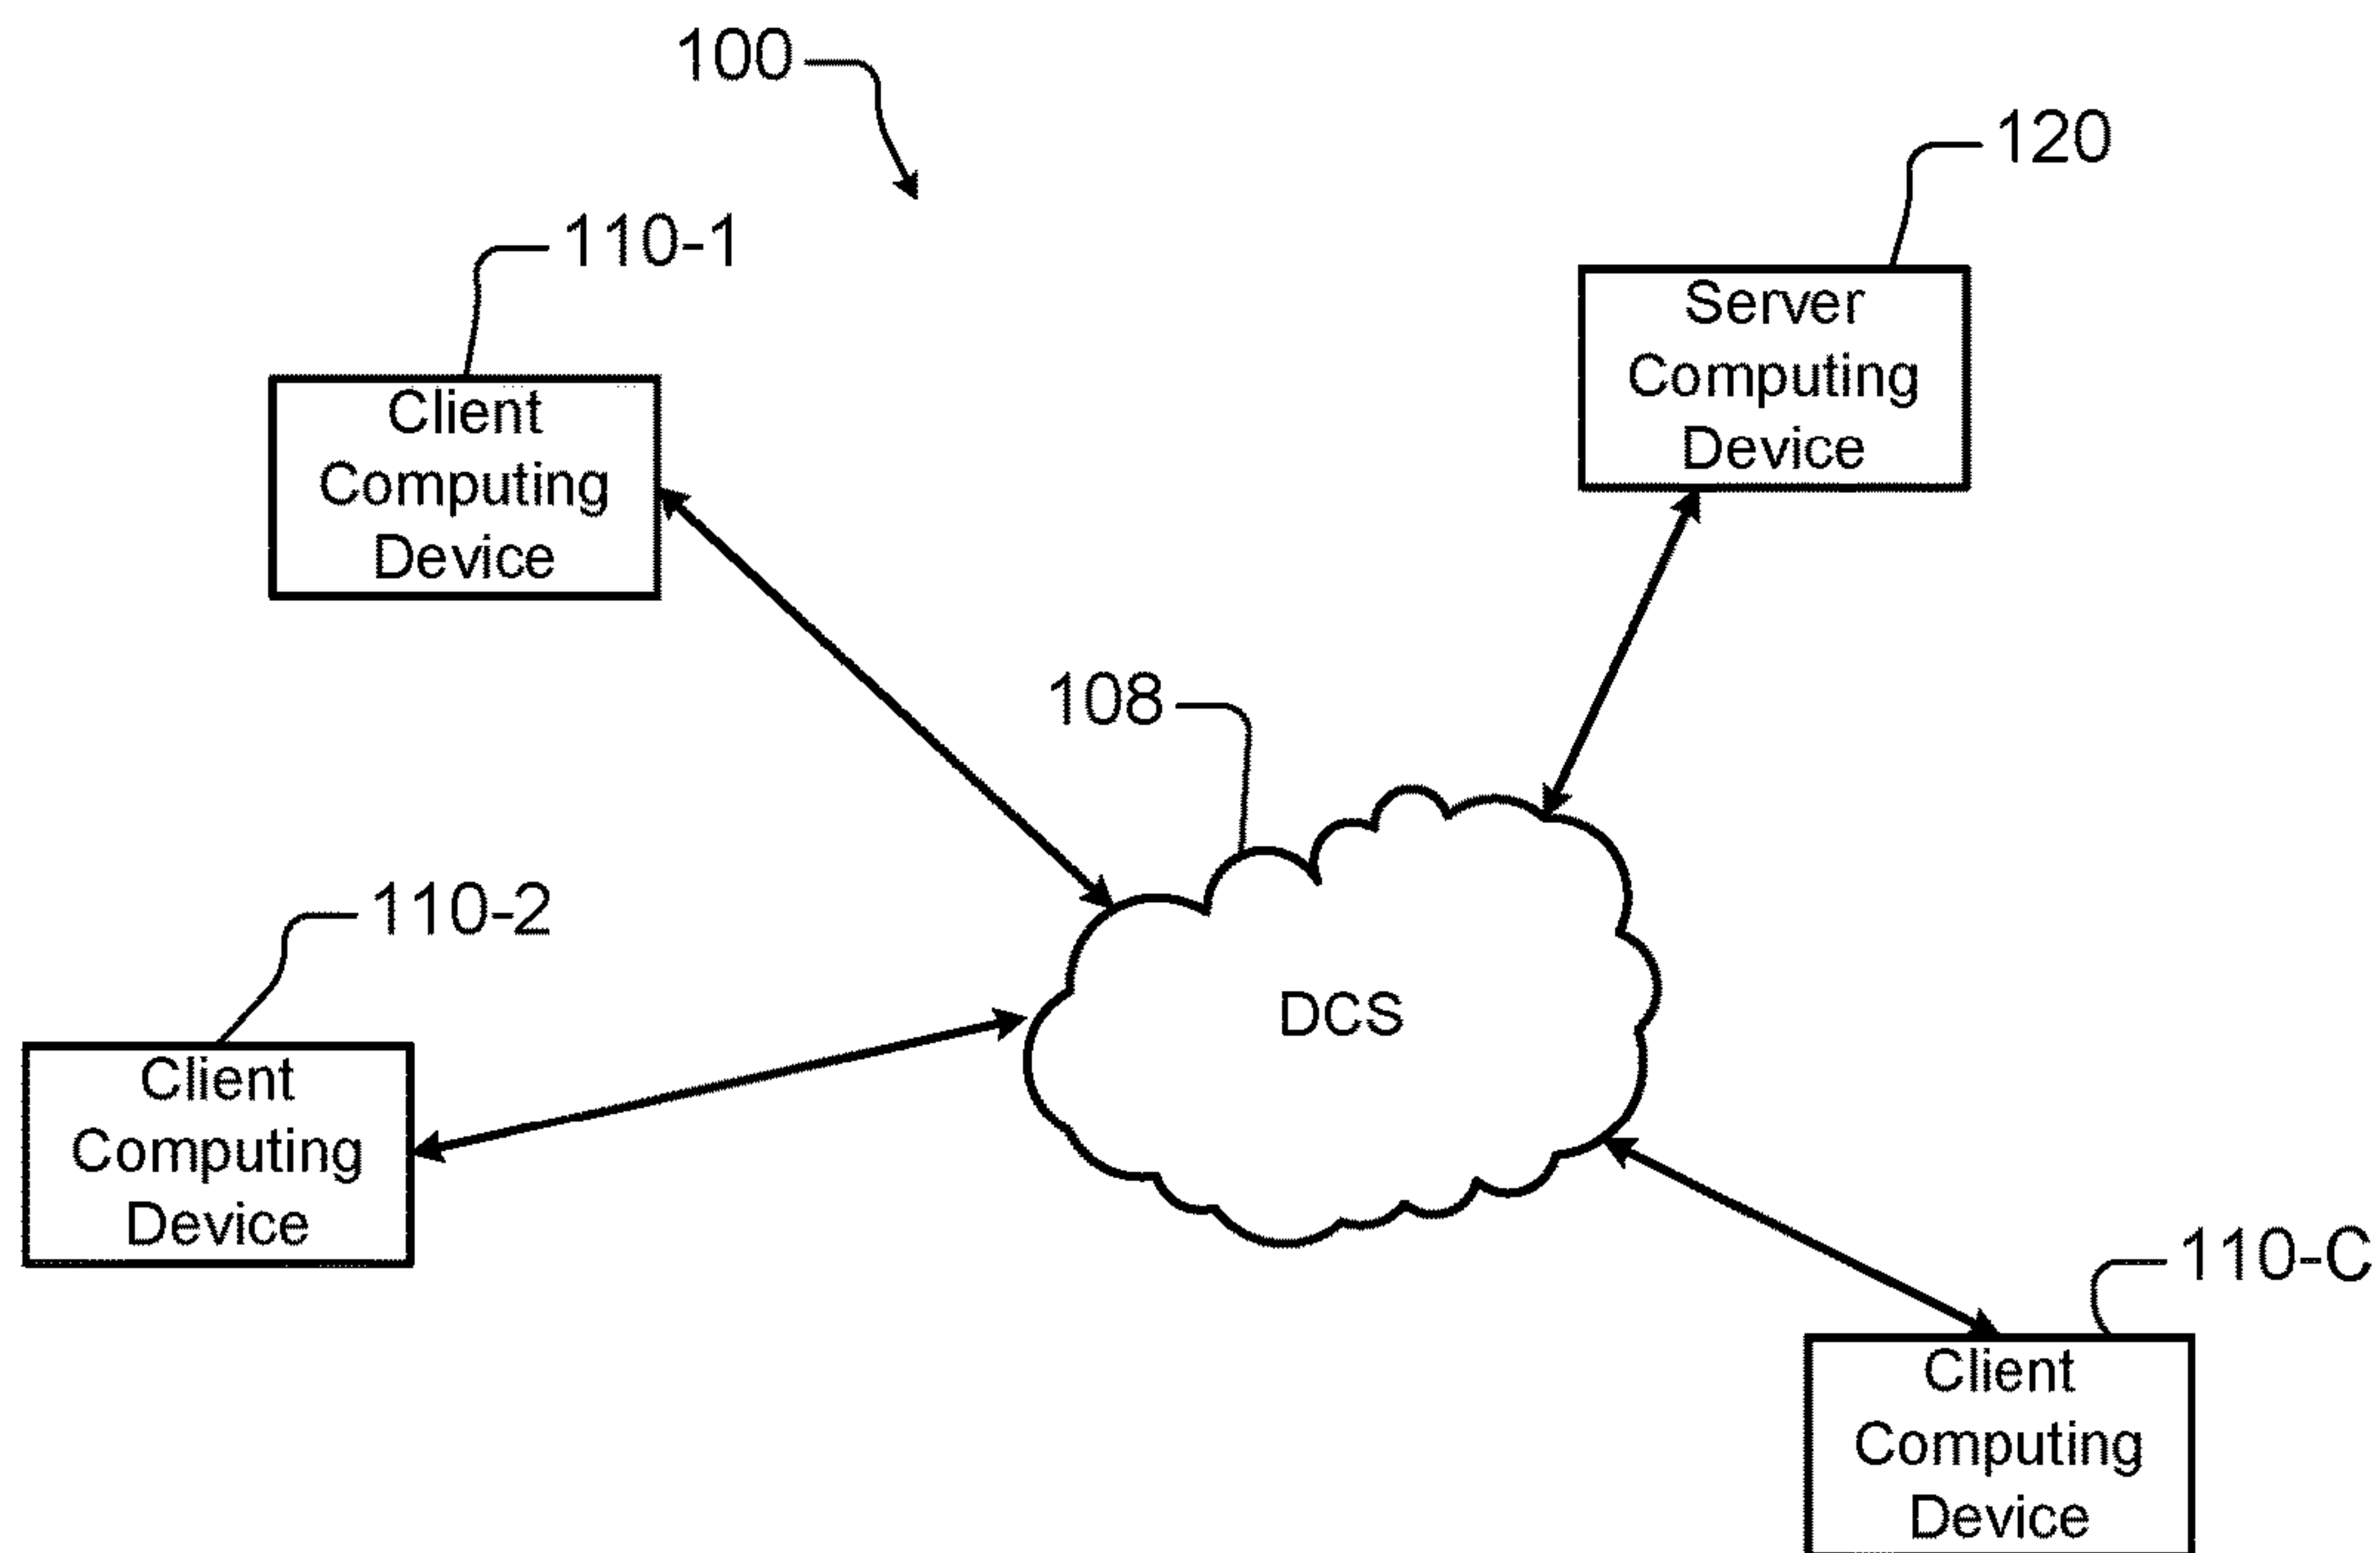 100
120
110-1
Server
Computing
Device
Client
Computing
Device
108
110-2
DCS
Client
Computing
Device
110-C
Client
Computing
Device